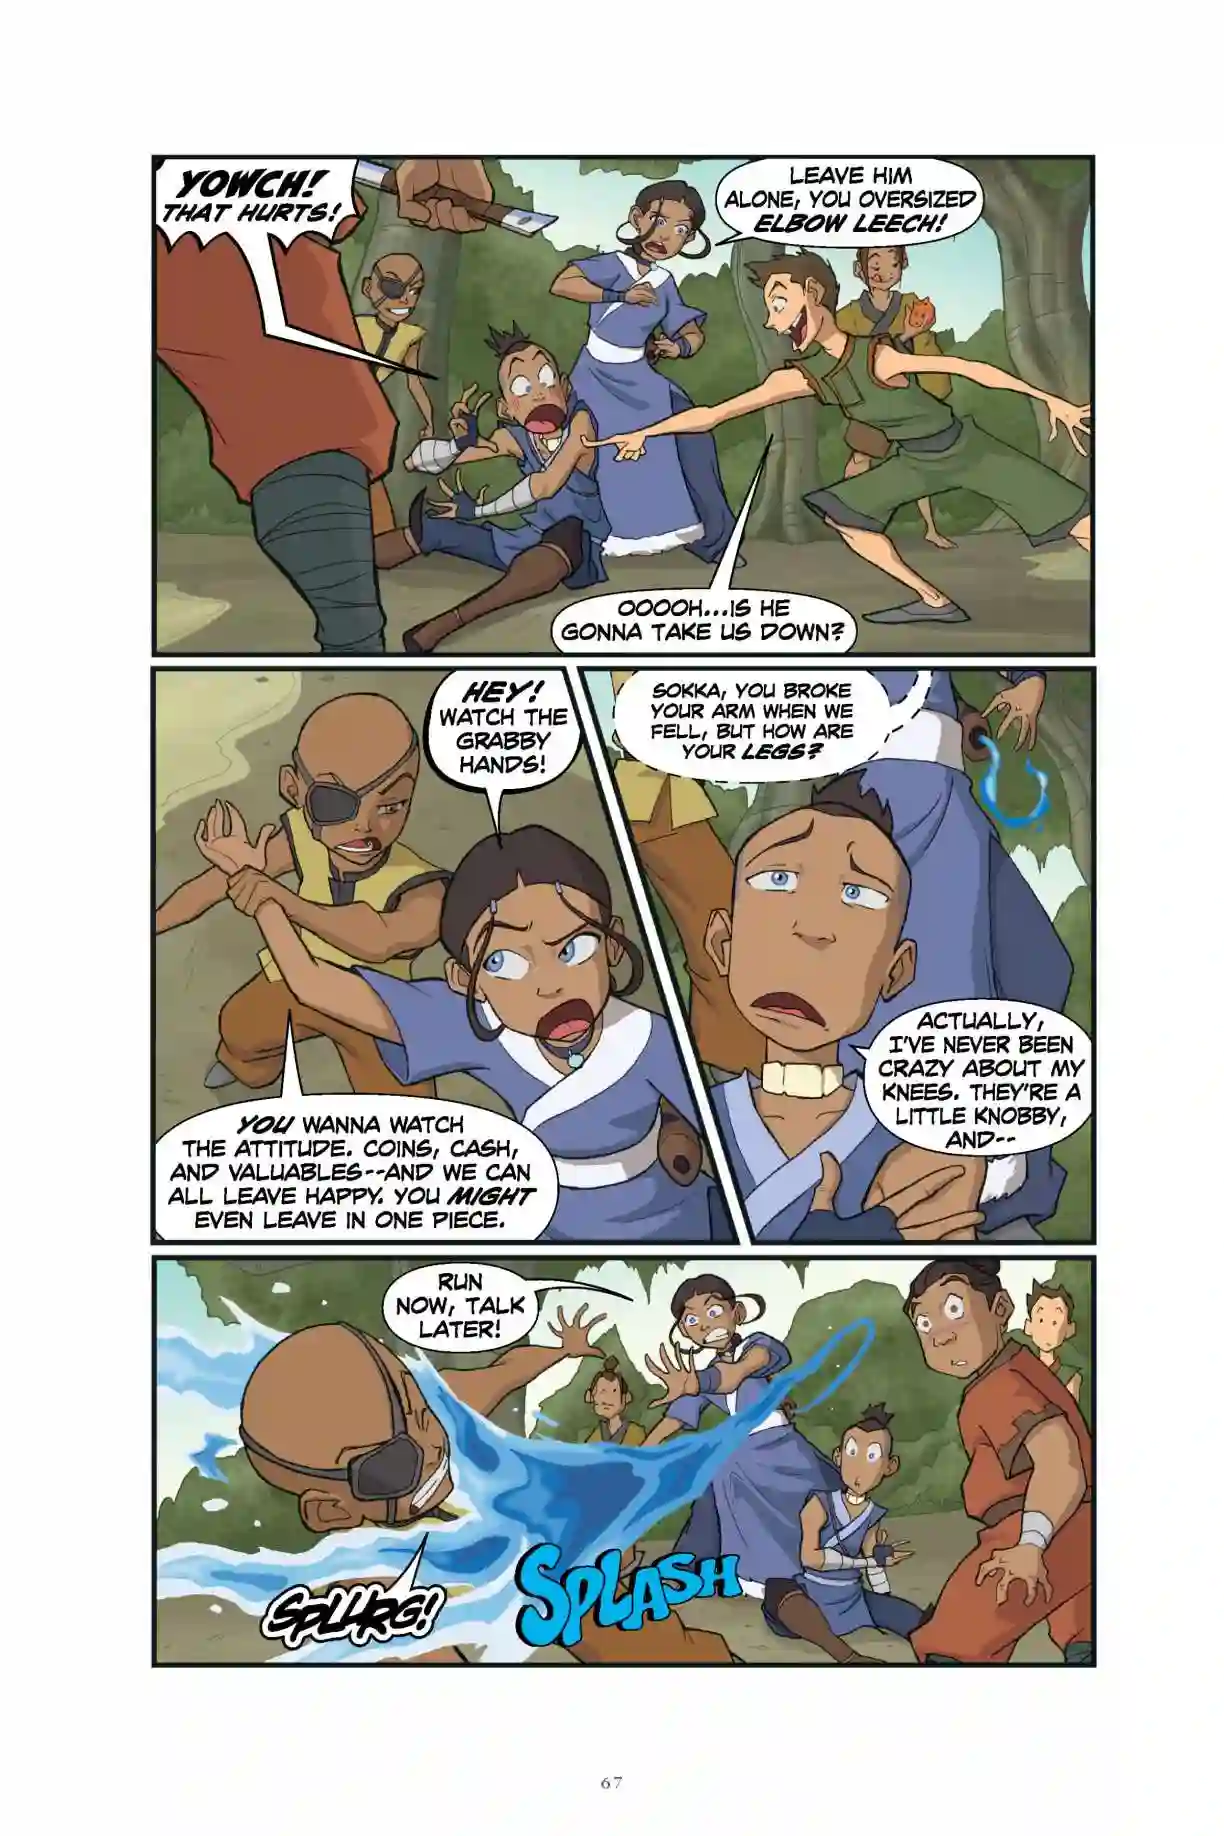 YOWCH!
THAT HURTS!
LEAVE HIM
ALONE, YOU OVERSIZED
ELBOW LEECH!
OOOOH...IS HE
GONNA TAKE US DOWN?
HEY!
WATCH THE
GRABBY
HANDS!
YOU WANNA WATCH
THE ATTITUDE. COINS, CASH,
AND VALUABLES--AND WE CAN
ALL LEAVE HAPPY. YOU MIGHT
EVEN LEAVE IN ONE PIECE.
SOKKA, YOU BROKE
YOUR ARM WHEN WE
FELL, BUT HOW ARE
YOUR LEGS?
ACTUALLY,
I'VE NEVER BEEN
CRAZY ABOUT MY
KNEES. THEY'RE A
LITTLE KNOBBY,
AND--
RUN
NOW, TALK
LATER!
SPLURG!
SPLASH
67